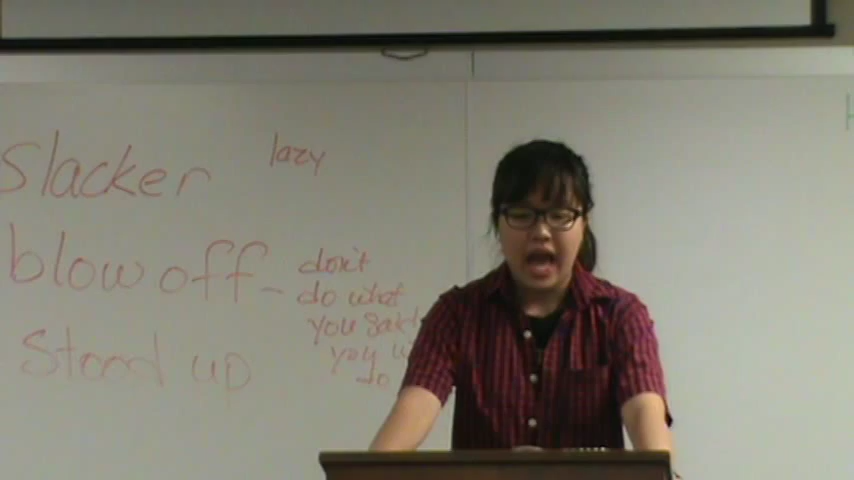 Slacker lazy
blow off - don't
do what
you said
you
do
Stood up